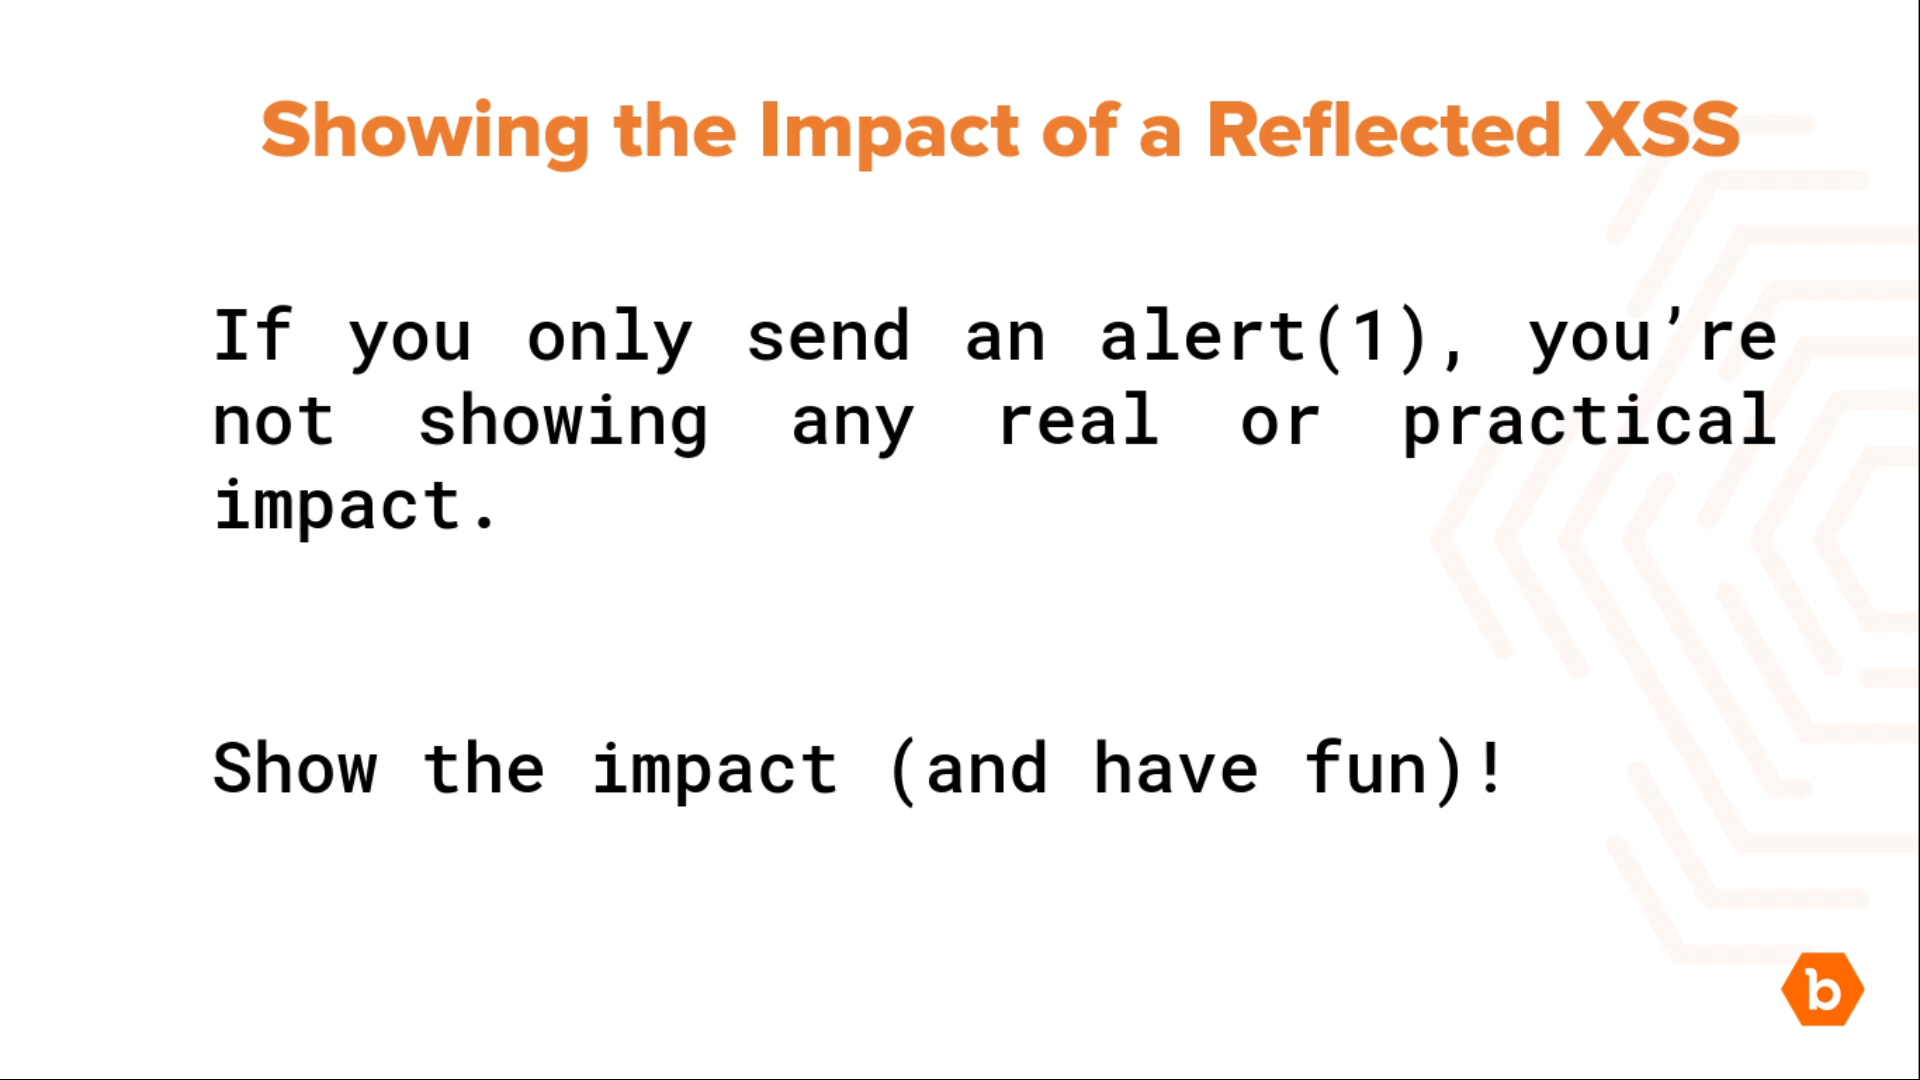 Showing the Impact of a Reflected XSS
If you only send an alert(1), you’re
not showing any real or practical
impact.
Show the impact (and have fun)!
b